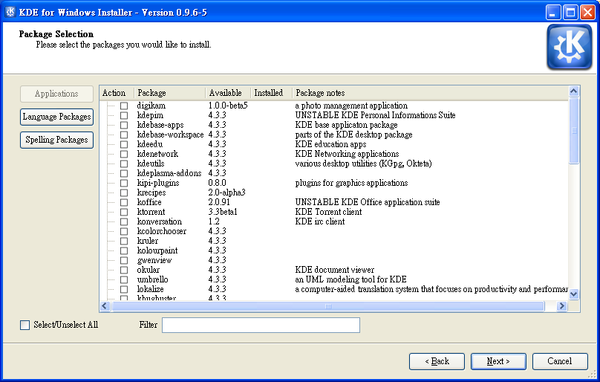 KDE for Windows Installer - Version 0.9.6-5
Package Selection
Please select the packages you would like to install.
Applications
Language Packages
Spelling Packages
Action Package Available Installed Package notes
digikam 1.0.0-beta5 a photo management application
kdepim 4.3.3 UNSTABLE KDE Personal Informations Suite
kdebase-apps 4.3.3 KDE base applicaton package
kdebase-workspace 4.3.3 parts of the KDE desktop package
kdeedu 4.3.3 KDE education apps
kdenetwork 4.3.3 KDE Networking applications
kdeutils 4.3.3 various desktop utilities (KGpg, Okteta)
kdeplasma-addons 4.3.3
kipi-plugins 0.8.0 plugins for graphics applications
krecipes 2.0-alpha3
koffice 2.0.91 UNSTABLE KDE Office application suite
ktorrent 3.3beta1 KDE Torrent client
konversation 1.2 KDE irc client
kcolorchooser 4.3.3
kruler 4.3.3
kolourpaint 4.3.3
gwenview 4.3.3
okular 4.3.3 KDE document viewer
umbrello 4.3.3 an UML modeling tool for KDE
lokalize 4.3.3 a computer-aided translation system that focuses on productivity and performan
kbugbuster 4.3.3
Select/Unselect All Filter
< Back Next > Cancel